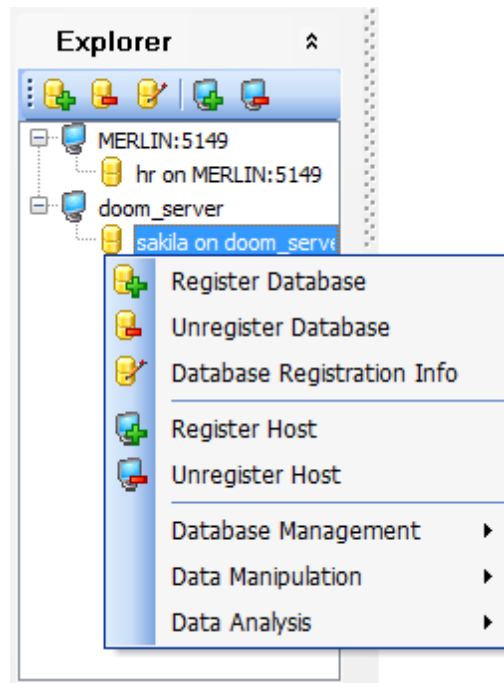 Explorer
MERLIN:5149
hr on MERLIN:5149
doom_server
sakila on doom_serve
Register Database
Unregister Database
Database Registration Info
Register Host
Unregister Host
Database Management
Data Manipulation
Data Analysis